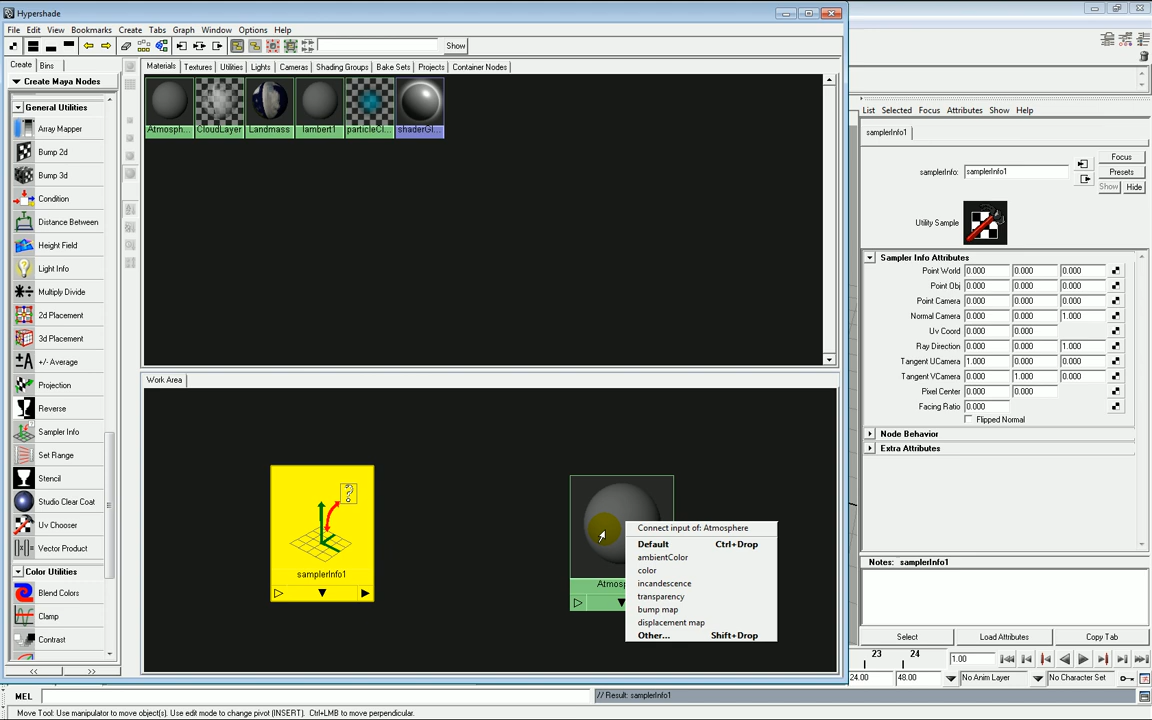 Hypershade
File Edit View Bookmarks Create Tabs Graph Window Options Help
Show
Create Bins
Create Maya Nodes
General Utilities
Array Mapper
Bump 2d
Bump 3d
Condition
Distance Between
Height Field
Light Info
Multiply Divide
2d Placement
3d Placement
+/- Average
Projection
Reverse
Sampler Info
Set Range
Stencil
Studio Clear Coat
Uv Chooser
Vector Product
Color Utilities
Blend Colors
Clamp
Contrast
<< >>
Materials Textures Utilities Lights Cameras Shading Groups Bake Sets Projects Container Nodes
Atmosph... CloudLayer Landmass lambert1 particleCl... shaderGl...
Work Area
samplerInfo1
Atmosp
Connect input of: Atmosphere
Default Ctrl+Drop
ambientColor
color
incandescence
transparency
bump map
displacement map
Other... Shift+Drop
List Selected Focus Attributes Show Help
samplerInfo1
samplerInfo: samplerInfo1
Focus
Presets
Show Hide
Utility Sample
Sampler Info Attributes
Point World 0.000 0.000 0.000
Point Obj 0.000 0.000 0.000
Point Camera 0.000 0.000 0.000
Normal Camera 0.000 0.000 1.000
Uv Coord 0.000 0.000
Ray Direction 0.000 0.000 1.000
Tangent UCamera 1.000 0.000 0.000
Tangent VCamera 0.000 1.000 0.000
Pixel Center 0.000 0.000
Facing Ratio 0.000
Flipped Normal
Node Behavior
Extra Attributes
Notes: samplerInfo1
Select Load Attributes Copy Tab
23 24 1.00
24.00 48.00 No Anim Layer No Character Set
MEL // Result: samplerInfo1
Move Tool: Use manipulator to move object(s). Use edit mode to change pivot (INSERT). Ctrl+LMB to move perpendicular.